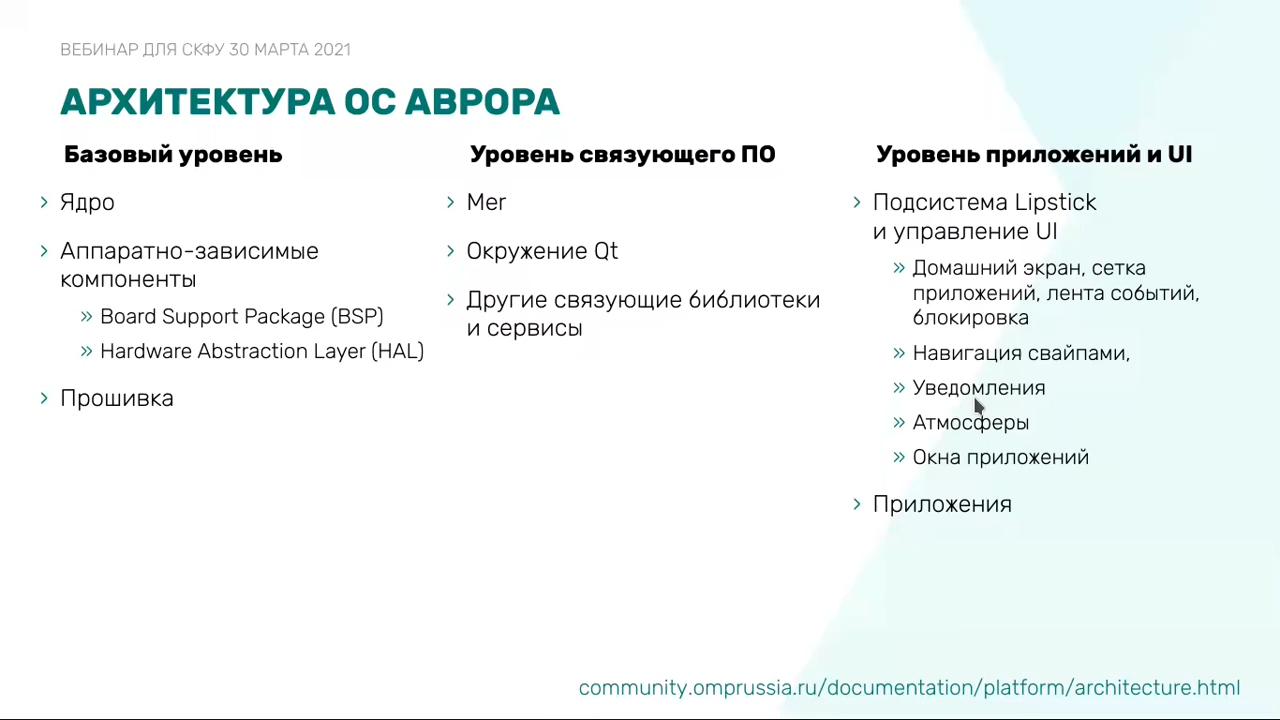 ВЕБИНАР ДЛЯ СКФУ 30 МАРТА 2021
АРХИТЕКТУРА ОС АВРОРА
Базовый уровень
Ядро
Аппаратно-зависимые
компоненты
Board Support Package (BSP)
Hardware Abstraction Layer (HAL)
Прошивка
Уровень связующего ПО
Mer
Окружение Qt
Другие связующие библиотеки
и сервисы
Уровень приложений и UI
Подсистема Lipstick
и управление UI
Домашний экран, сетка
приложений, лента событий,
блокировка
Навигация свайпами,
Уведомления
Атмосферы
Окна приложений
Приложения
community.omprussia.ru/documentation/platform/architecture.html